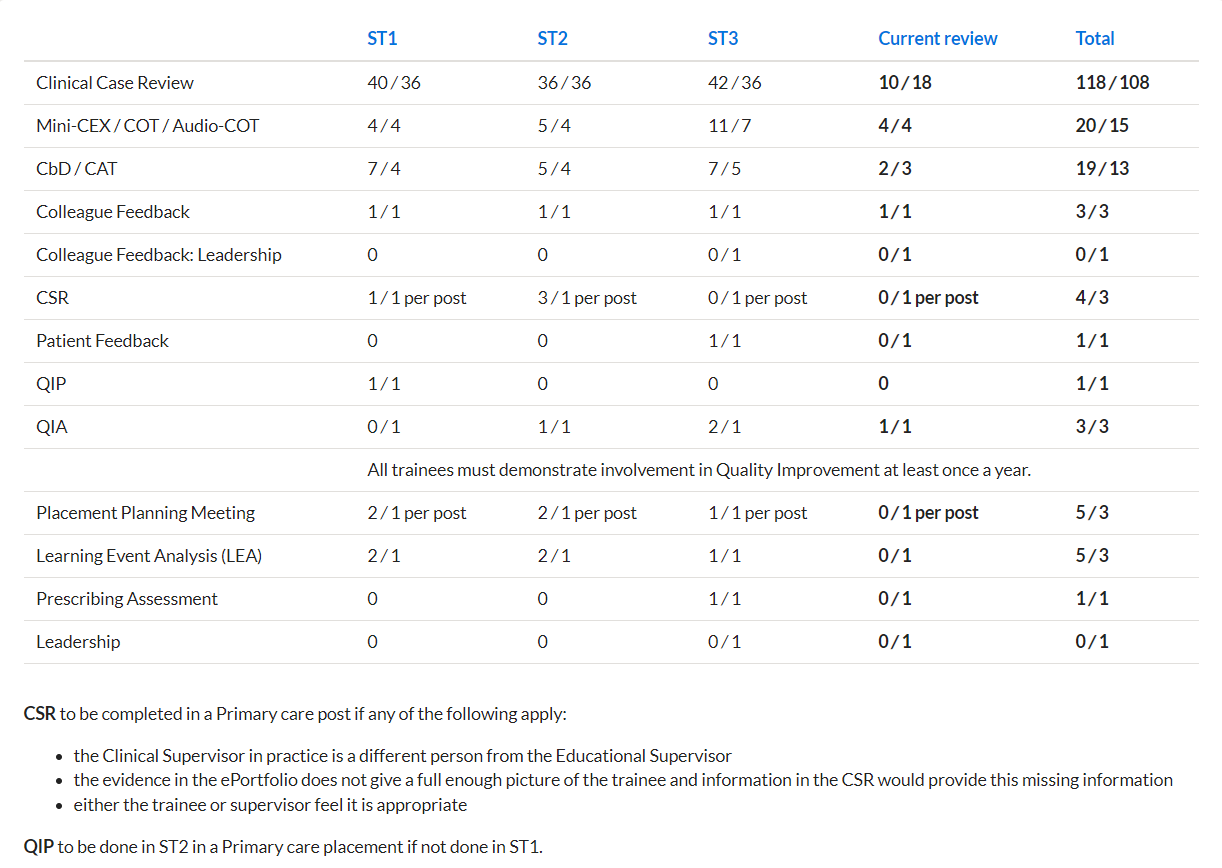 ST1 ST2 ST3 Current review Total
Clinical Case Review 40 / 36 36 / 36 42 / 36 10 / 18 118 / 108
Mini-CEX / COT / Audio-COT 4 / 4 5 / 4 11 / 7 4 / 4 20 / 15
CbD / CAT 7 / 4 5 / 4 7 / 5 2 / 3 19 / 13
Colleague Feedback 1 / 1 1 / 1 1 / 1 1 / 1 3 / 3
Colleague Feedback: Leadership 0 0 0 / 1 0 / 1 0 / 1
CSR 1 / 1 per post 3 / 1 per post 0 / 1 per post 0 / 1 per post 4 / 3
Patient Feedback 0 0 1 / 1 0 / 1 1 / 1
QIP 1 / 1 0 0 0 1 / 1
QIA 0 / 1 1 / 1 2 / 1 1 / 1 3 / 3
All trainees must demonstrate involvement in Quality Improvement at least once a year.
Placement Planning Meeting 2 / 1 per post 2 / 1 per post 1 / 1 per post 0 / 1 per post 5 / 3
Learning Event Analysis (LEA) 2 / 1 2 / 1 1 / 1 0 / 1 5 / 3
Prescribing Assessment 0 0 1 / 1 0 / 1 1 / 1
Leadership 0 0 0 / 1 0 / 1 0 / 1
CSR to be completed in a Primary care post if any of the following apply:
• the Clinical Supervisor in practice is a different person from the Educational Supervisor
• the evidence in the ePortfolio does not give a full enough picture of the trainee and information in the CSR would provide this missing information
• either the trainee or supervisor feel it is appropriate
QIP to be done in ST2 in a Primary care placement if not done in ST1.